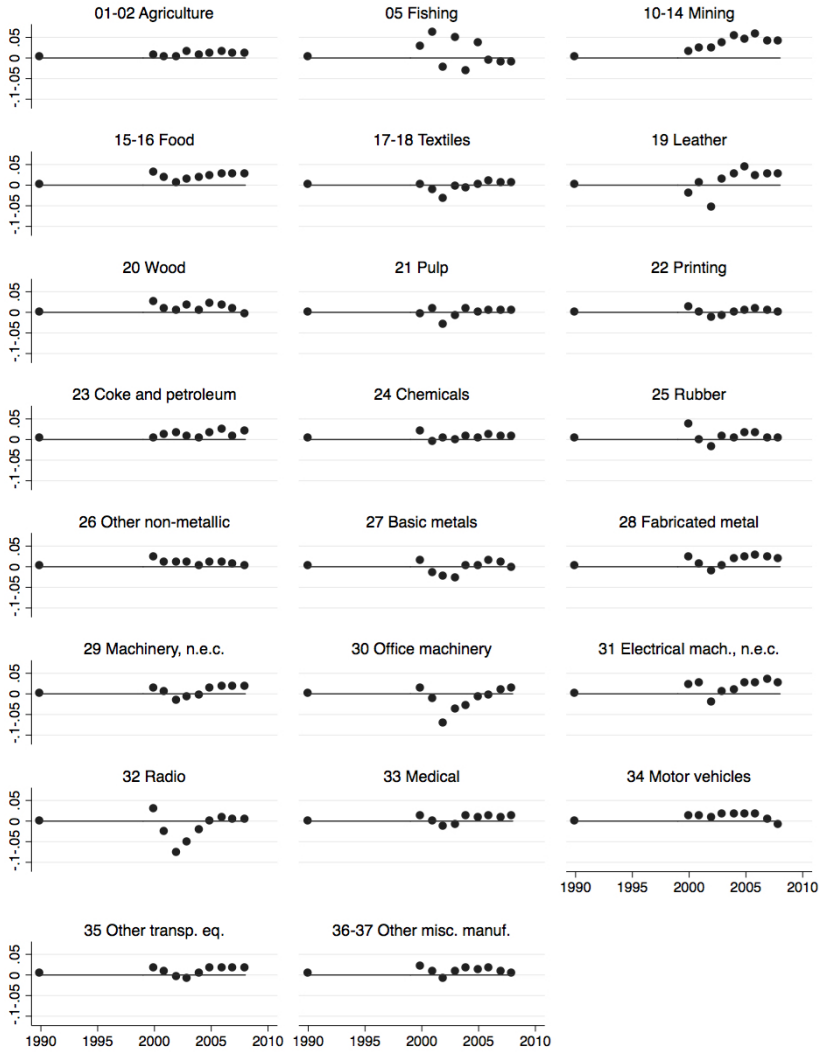 01-02 Agriculture
05 Fishing
10-14 Mining
-.1-.05 0 .05
15-16 Food
17-18 Textiles
19 Leather
-.1-.05 0 .05
20 Wood
21 Pulp
22 Printing
-.1-.05 0 .05
23 Coke and petroleum
24 Chemicals
25 Rubber
-.1-.05 0 .05
26 Other non-metallic
27 Basic metals
28 Fabricated metal
-.1-.05 0 .05
29 Machinery, n.e.c.
30 Office machinery
31 Electrical mach., n.e.c.
-.1-.05 0 .05
32 Radio
33 Medical
34 Motor vehicles
-.1-.05 0 .05
1990 1995 2000 2005 2010
35 Other transp. eq.
36-37 Other misc. manuf.
-.1-.05 0 .05
1990 1995 2000 2005 2010
1990 1995 2000 2005 2010